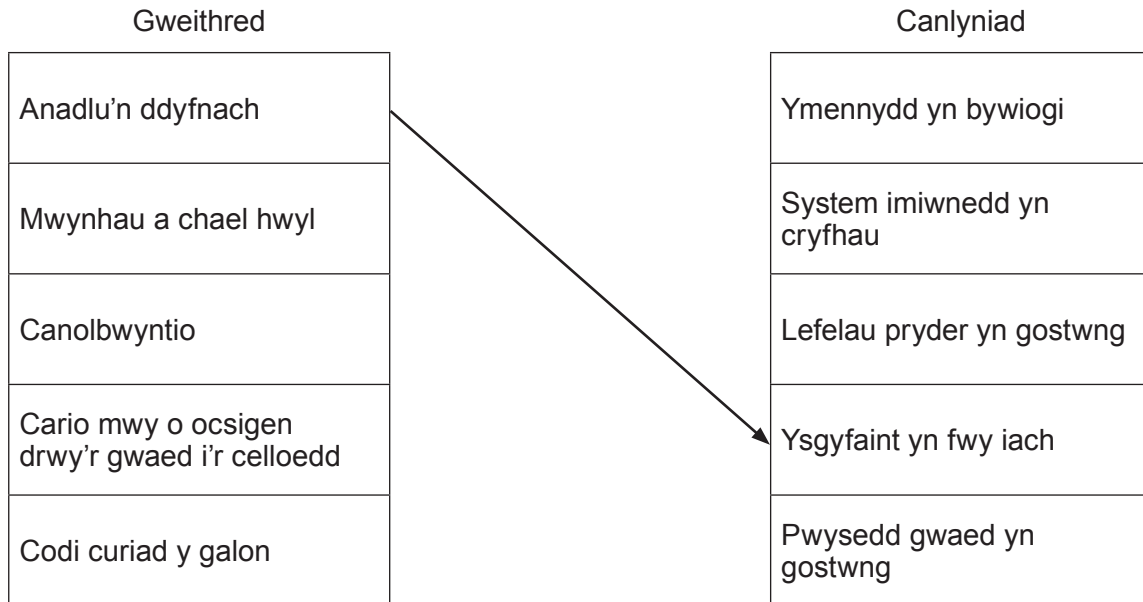 Gweithred
Anadlu'n ddyfnach
Mwynhau a chael hwyl
Canolbwyntio
Cario mwy o ocsigen
drwy'r gwaed i'r celloedd
Codi curiad y galon
Canlyniad
Ymennydd yn bywiogi
System imiwnedd yn
cryfhau
Lefelau pryder yn gostwng
Ysgyfaint yn fwy iach
Pwysedd gwaed yn
gostwng